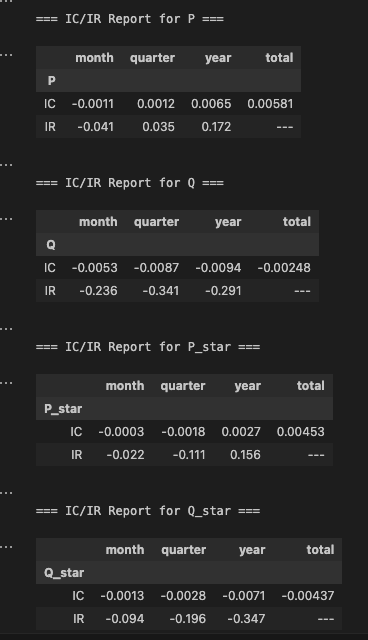 === IC/IR Report for P ===
month quarter year total
P
IC -0.0011 0.0012 0.0065 0.00581
IR -0.041 0.035 0.172 ---
=== IC/IR Report for Q ===
month quarter year total
Q
IC -0.0053 -0.0087 -0.0094 -0.00248
IR -0.236 -0.341 -0.291 ---
=== IC/IR Report for P_star ===
month quarter year total
P_star
IC -0.0003 -0.0018 0.0027 0.00453
IR -0.022 -0.111 0.156 ---
=== IC/IR Report for Q_star ===
month quarter year total
Q_star
IC -0.0013 -0.0028 -0.0071 -0.00437
IR -0.094 -0.196 -0.347 ---